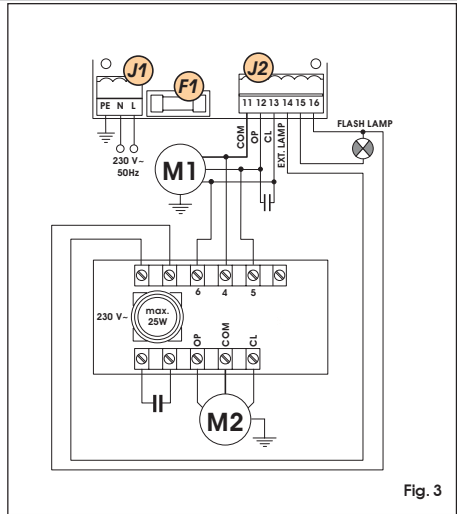 J1
F1
J2
PE N L
11 12 13 14 15 16
230 V~
50Hz
COM
OP
CL
EXT. LAMP
FLASH LAMP
M1
6 4 5
230 V~
max.
25W
OP
COM
CL
M2
Fig. 3